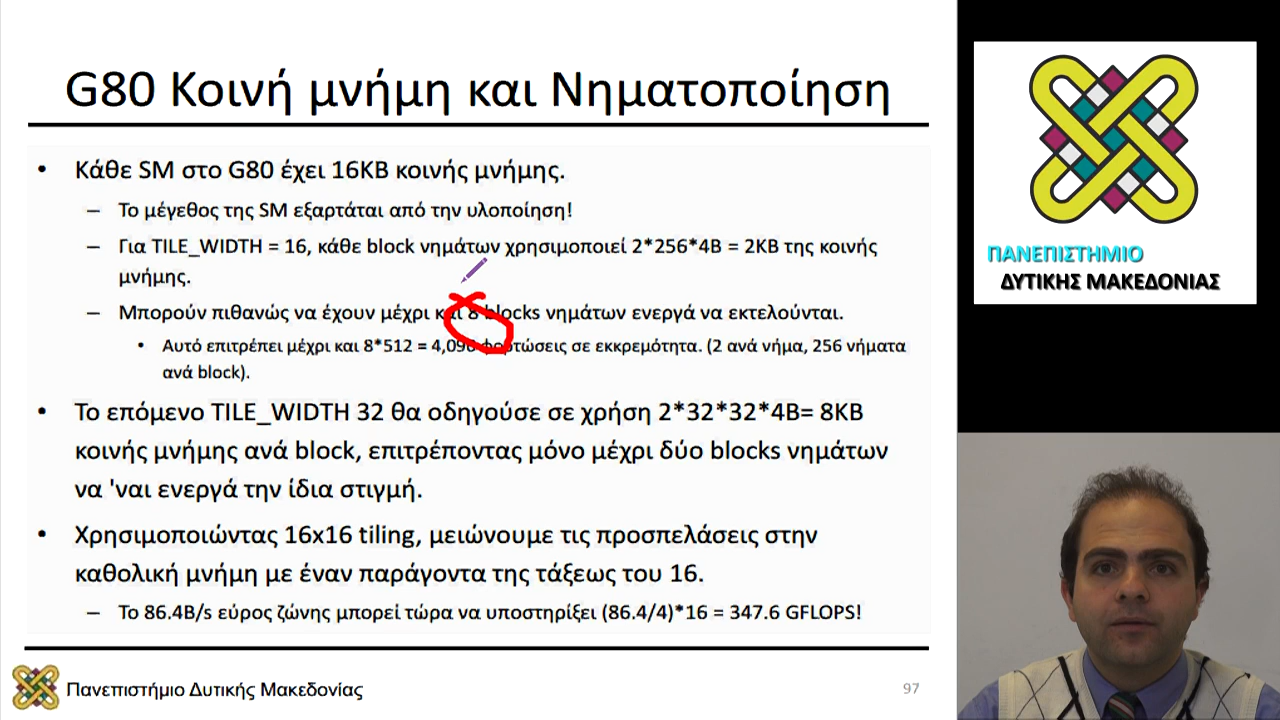 G80 Κοινή μνήμη και Νηματοποίηση
• Κάθε SM στο G80 έχει 16KB κοινής μνήμης.
– Το μέγεθος της SM εξαρτάται από την υλοποίηση!
– Για TILE_WIDTH = 16, κάθε block νημάτων χρησιμοποιεί 2*256*4B = 2KB της κοινής
μνήμης.
– Μπορούν πιθανώς να έχουν μέχρι και 8 blocks νημάτων ενεργά να εκτελούνται.
• Αυτό επιτρέπει μέχρι και 8*512 = 4,096 φορτώσεις σε εκκρεμότητα. (2 ανά νήμα, 256 νήματα
ανά block).
• Το επόμενο TILE_WIDTH 32 θα οδηγούσε σε χρήση 2*32*32*4B= 8KB
κοινής μνήμης ανά block, επιτρέποντας μόνο μέχρι δύο blocks νημάτων
να 'ναι ενεργά την ίδια στιγμή.
• Χρησιμοποιώντας 16x16 tiling, μειώνουμε τις προσπελάσεις στην
καθολική μνήμη με έναν παράγοντα της τάξεως του 16.
– Το 86.4B/s εύρος ζώνης μπορεί τώρα να υποστηρίξει (86.4/4)*16 = 347.6 GFLOPS!
Πανεπιστήμιο Δυτικής Μακεδονίας
97
ΠΑΝΕΠΙΣΤΗΜΙΟ
ΔΥΤΙΚΗΣ ΜΑΚΕΔΟΝΙΑΣ